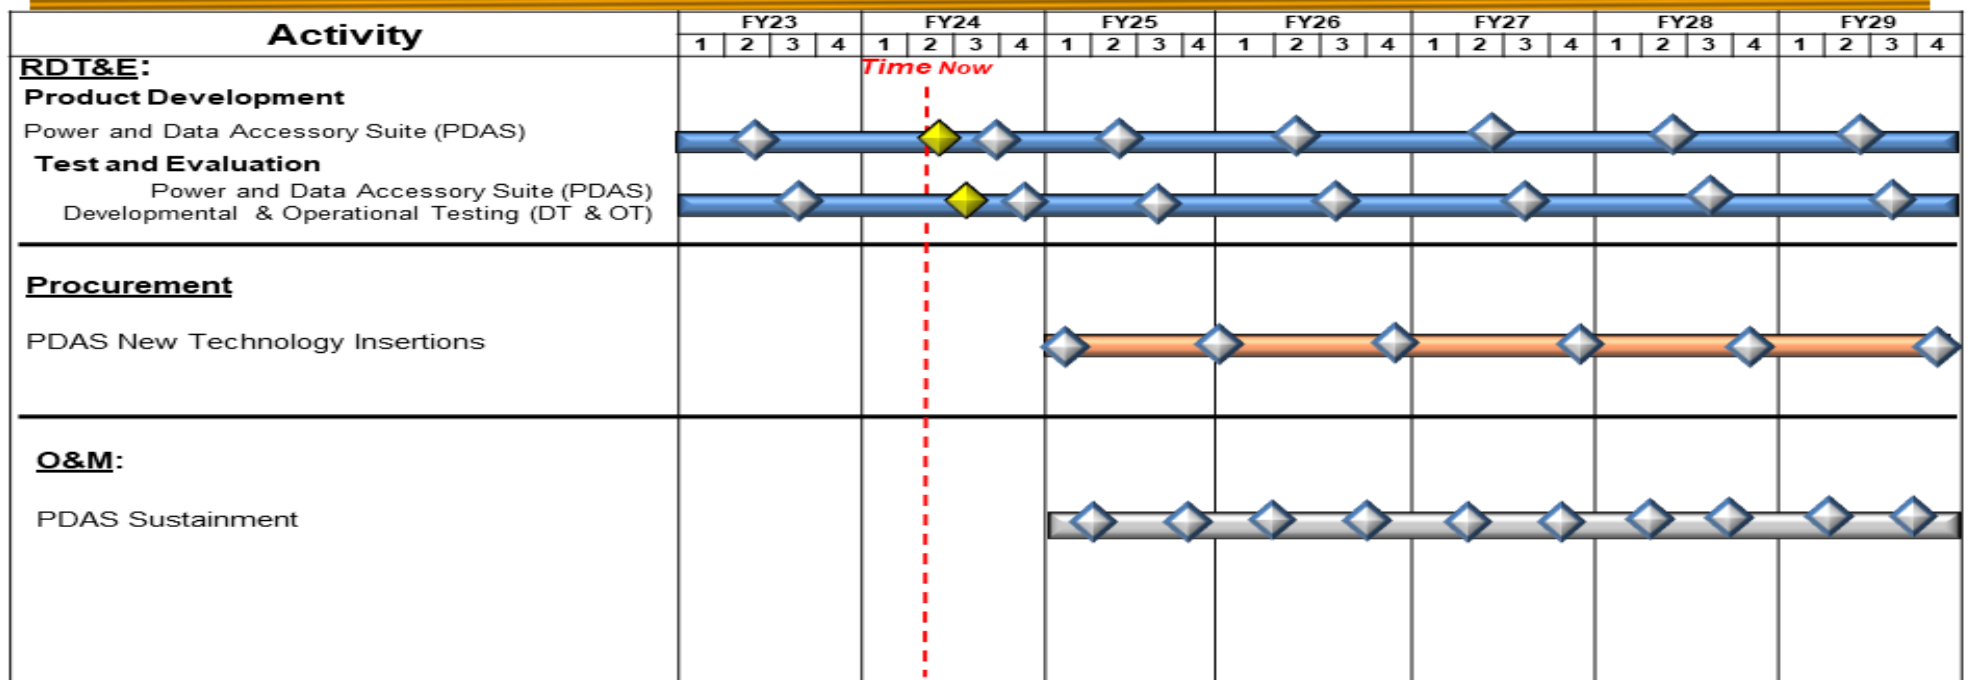 Activity
FY23 FY24 FY25 FY26 FY27 FY28 FY29
1 2 3 4 1 2 3 4 1 2 3 4 1 2 3 4 1 2 3 4 1 2 3 4 1 2 3 4
RDT&E:
Time Now
Product Development
Power and Data Accessory Suite (PDAS)
Test and Evaluation
Power and Data Accessory Suite (PDAS)
Developmental & Operational Testing (DT & OT)
Procurement
PDAS New Technology Insertions
O&M:
PDAS Sustainment